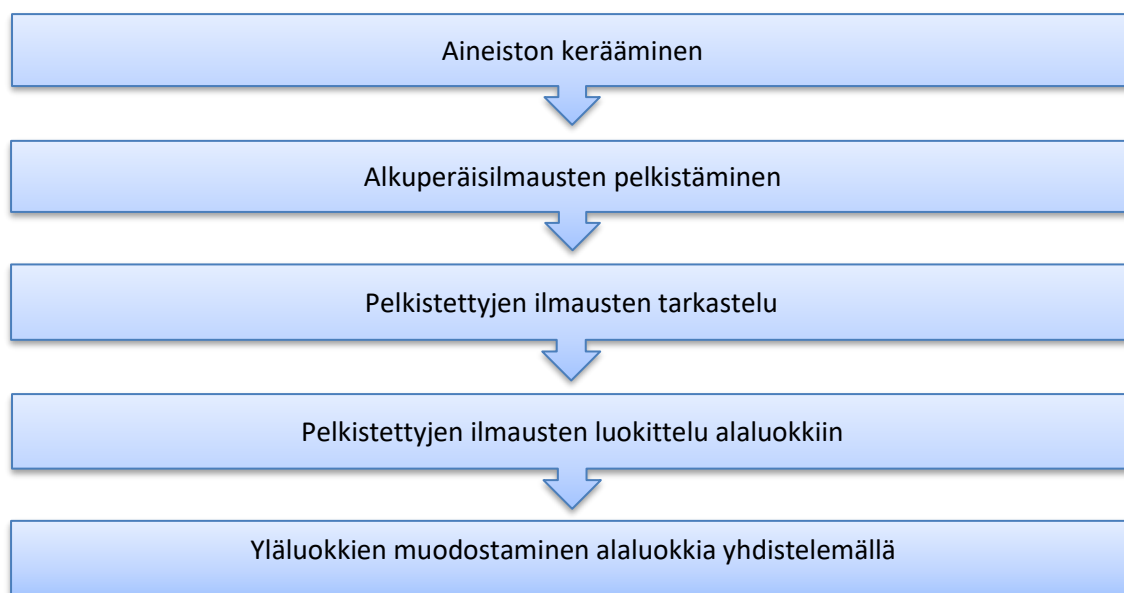 Aineiston kerääminen
Alkuperäisilmausten pelkistäminen
Pelkistettyjen ilmausten tarkastelu
Pelkistettyjen ilmausten luokittelu alaluokkiin
Yläluokkien muodostaminen alaluokkia yhdistelemällä